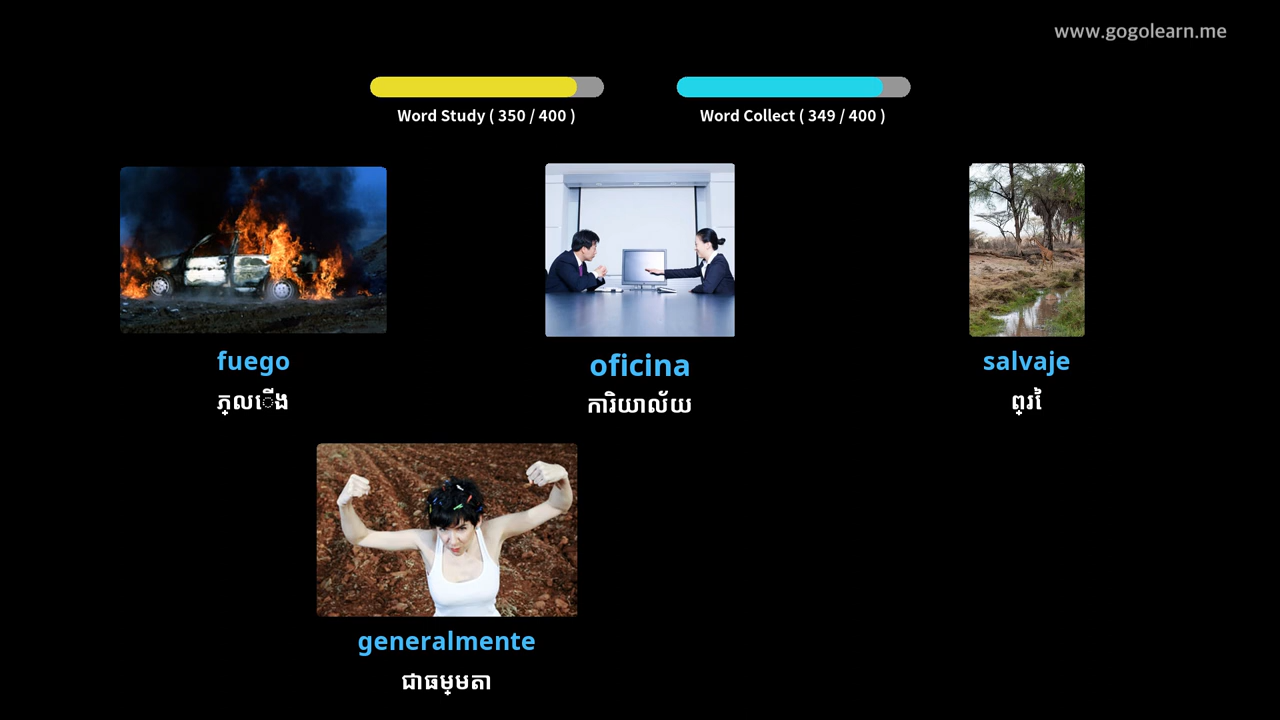 www.gogolearn.me
Word Study ( 350 / 400 )
Word Collect ( 349 / 400 )
fuego
oficina
salvaje
ភ្លើង
ការិយាល័យ
ព្រៃ
generalmente
ជាធម្មតា